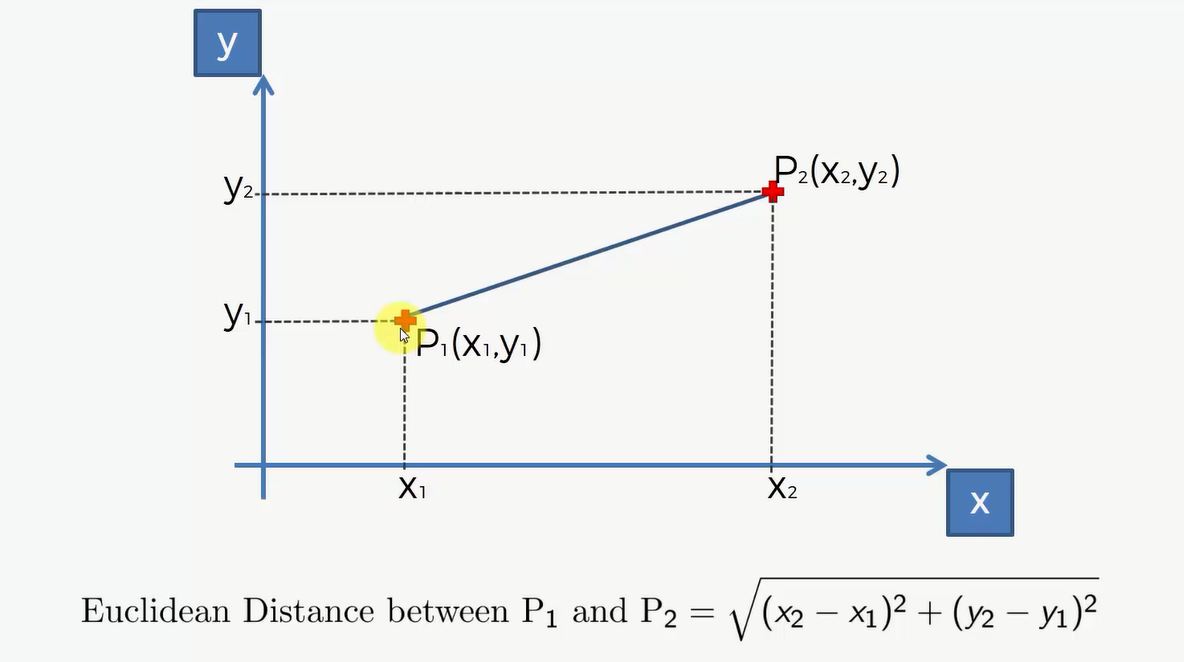 y
y₂
P₂(x₂,y₂)
y₁
P₁(x₁,y₁)
x₁
x₂
x
Euclidean Distance between P₁ and P₂ = √(x₂ − x₁)² + (y₂ − y₁)²